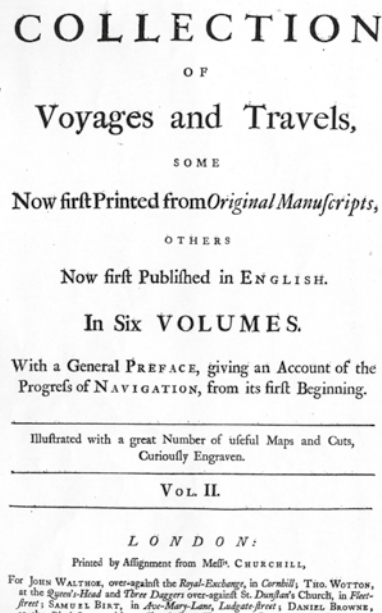 COLLECTION
OF
Voyages and Travels,
SOME
Now firſt Printed from Original Manuſcripts,
OTHERS
Now firſt Publiſhed in ENGLISH.
In Six VOLUMES.
With a General PREFACE, giving an Account of the
Progreſs of NAVIGATION, from its firſt Beginning.
Illuſtrated with a great Number of uſeful Maps and Cuts,
Curiouſly Engraven.
VOL. II.
LONDON:
Printed by Aſſignment from Meſſrs. CHURCHILL,
For JOHN WALTHOE, over-againſt the Royal-Exchange, in Cornhill; THO. WOTTON,
at the Queen's-Head and Three Daggers over-againſt St. Dunſtan's Church, in Fleet-
ſtreet; SAMUEL BIRT, in Ave-Mary-Lane, Ludgate-ſtreet; DANIEL BROWNE,